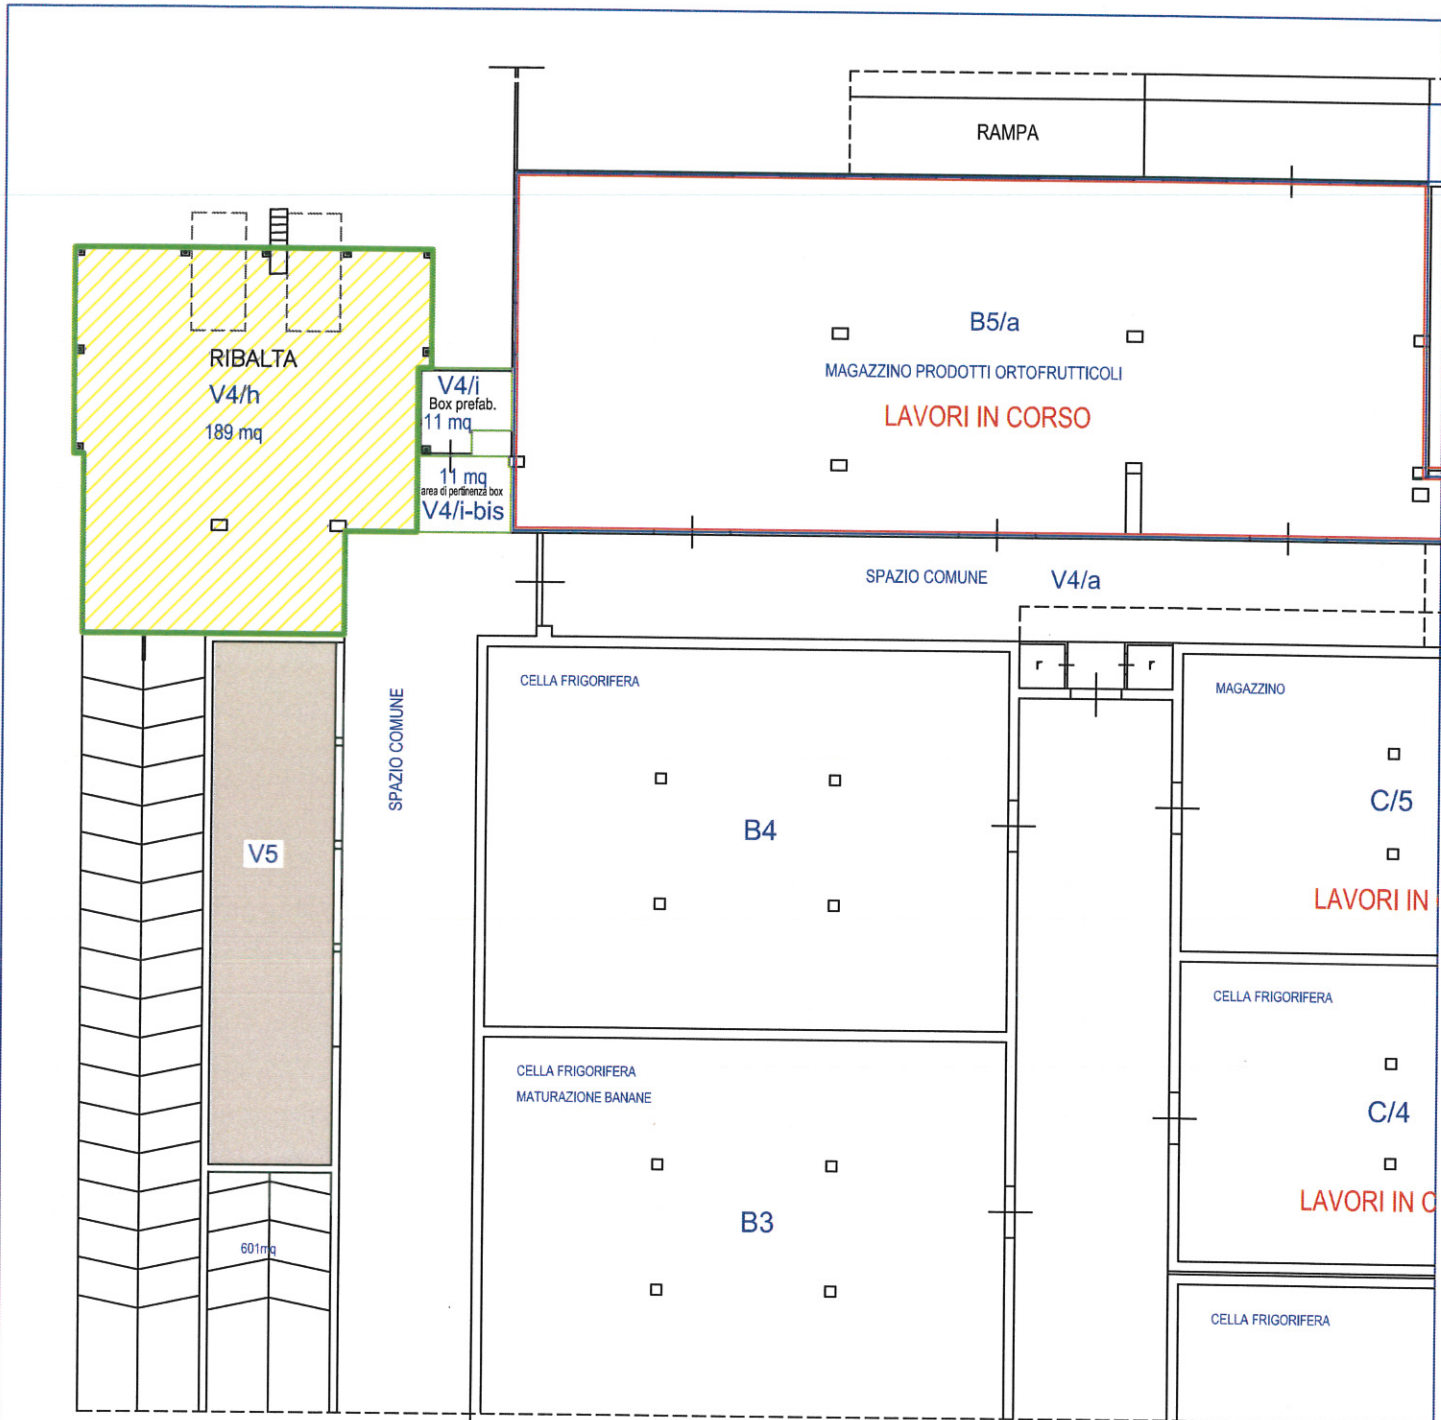 RAMPA
RIBALTA
V4/h
189 mq
V4/i
Box prefab.
11 mq
11 mq
area di pertinenza box
V4/i-bis
B5/a
MAGAZZINO PRODOTTI ORTOFRUTTICOLI
LAVORI IN CORSO
SPAZIO COMUNE
V4/a
SPAZIO COMUNE
V5
601mq
CELLA FRIGORIFERA
B4
r
r
MAGAZZINO
C/5
LAVORI IN
CELLA FRIGORIFERA
C/4
LAVORI IN C
CELLA FRIGORIFERA
MATURAZIONE BANANE
B3
CELLA FRIGORIFERA